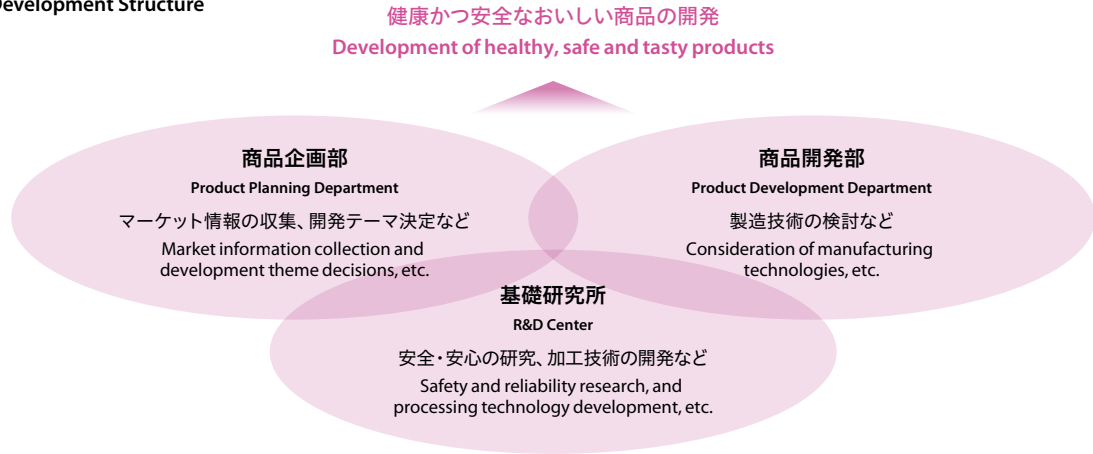 Development Structure
健康かつ安全なおいしい商品の開発
Development of healthy, safe and tasty products
商品企画部
Product Planning Department
マーケット情報の収集、開発テーマ決定など
Market information collection and
development theme decisions, etc.
商品開発部
Product Development Department
製造技術の検討など
Consideration of manufacturing
technologies, etc.
基礎研究所
R&D Center
安全・安心の研究、加工技術の開発など
Safety and reliability research, and
processing technology development, etc.